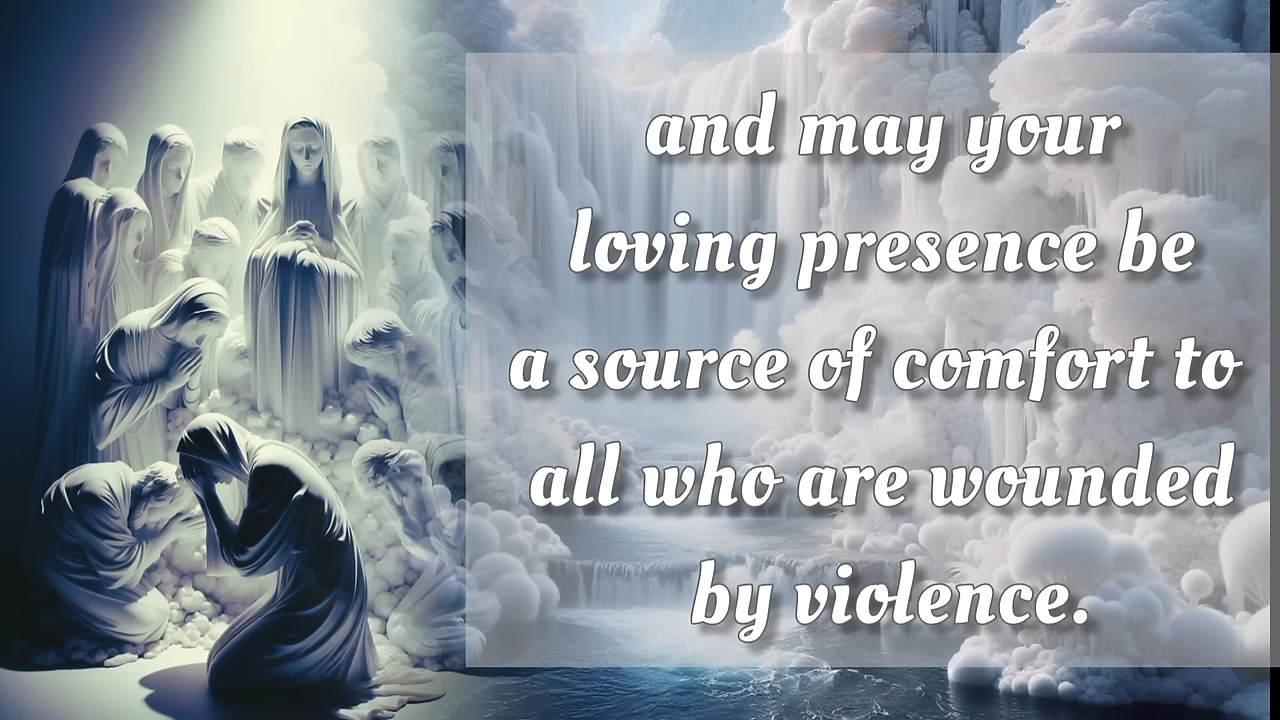 and may your
loving presence be
a source of comfort to
all who are wounded
by violence.